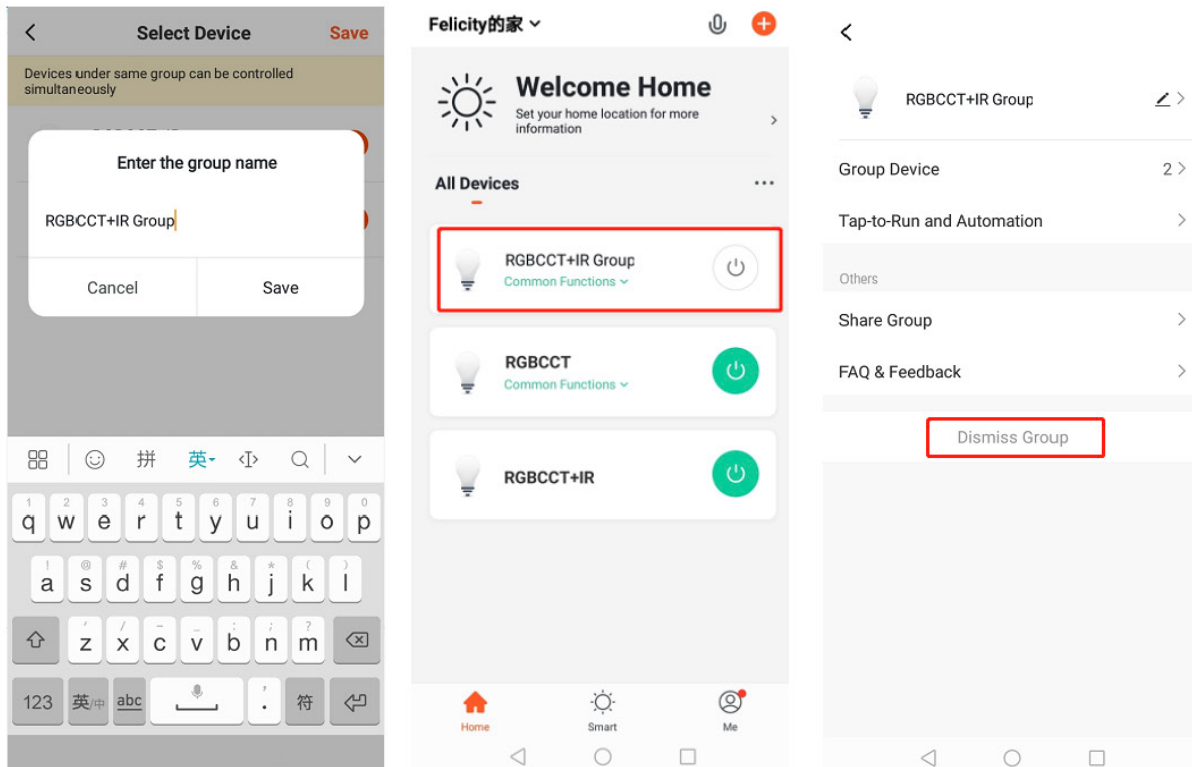 Select Device
Save
Devices under same group can be controlled
simultaneously
Enter the group name
RGBCCT+IR Group
Cancel
Save
拼
英
1 2 3 4 5 6 7 8 9 0
q w e r t y u i o p
! @ # $ % & * ( )
a s d f g h j k l
' / - _ : ; ?
z x c v b n m
123 英/中 abc , . 符
Felicity的家
Welcome Home
Set your home location for more
information
All Devices
RGBCCT+IR Group
Common Functions
RGBCCT
Common Functions
RGBCCT+IR
Home
Smart
Me
RGBCCT+IR Group
Group Device
2
Tap-to-Run and Automation
Others
Share Group
FAQ & Feedback
Dismiss Group